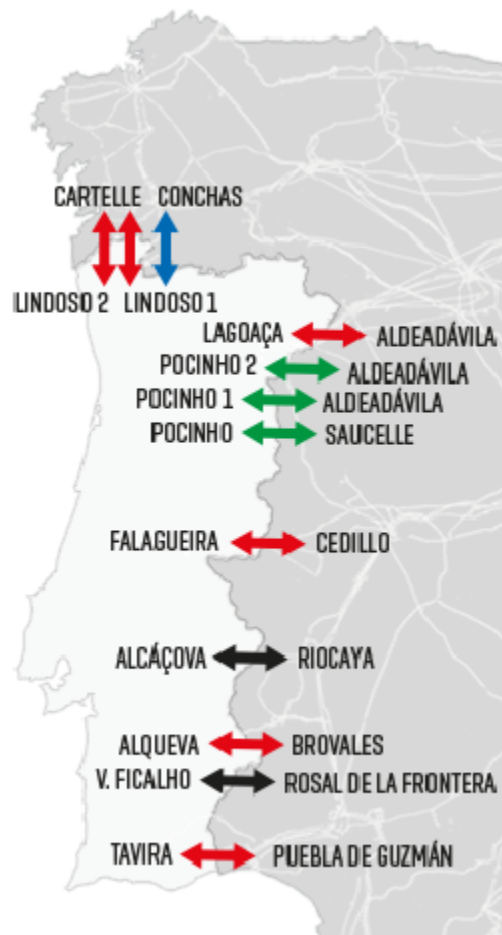 CARTELLE CONCHAS
LINDOSO 2 LINDOSO 1
LAGOAÇA ALDEADÁVILA
POCINHO 2 ALDEADÁVILA
POCINHO 1 ALDEADÁVILA
POCINHO SAUCELLE
FALAGUEIRA CEDILLO
ALCÁÇOVA RIOCAYA
ALQUEVA BROVALES
V. FICALHO ROSAL DE LA FRONTERA
TAVIRA PUEBLA DE GUZMÁN